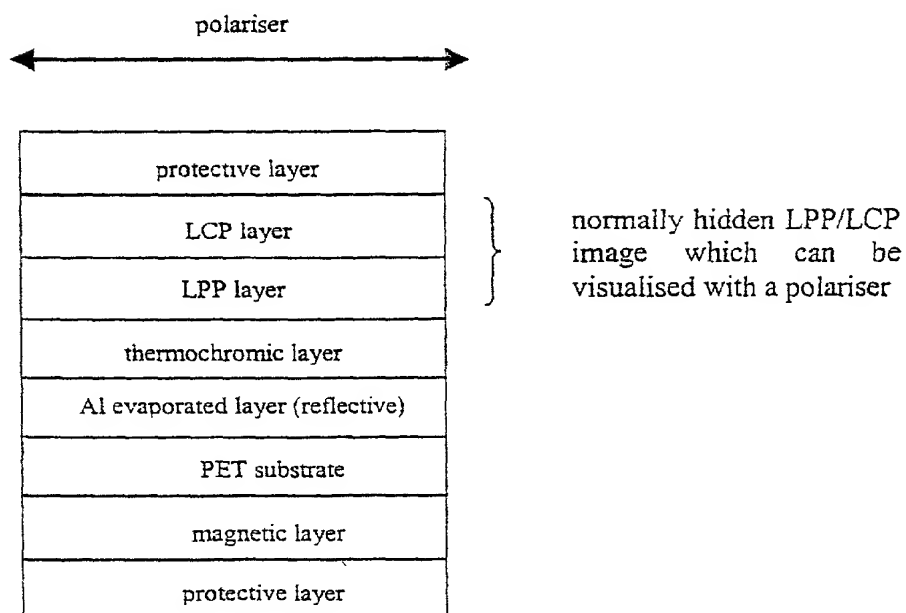 polariser
protective layer
LCP layer
LPP layer
thermochromic layer
Al evaporated layer (reflective)
PET substrate
magnetic layer
protective layer
normally hidden LPP/LCP
image which can be
visualised with a polariser